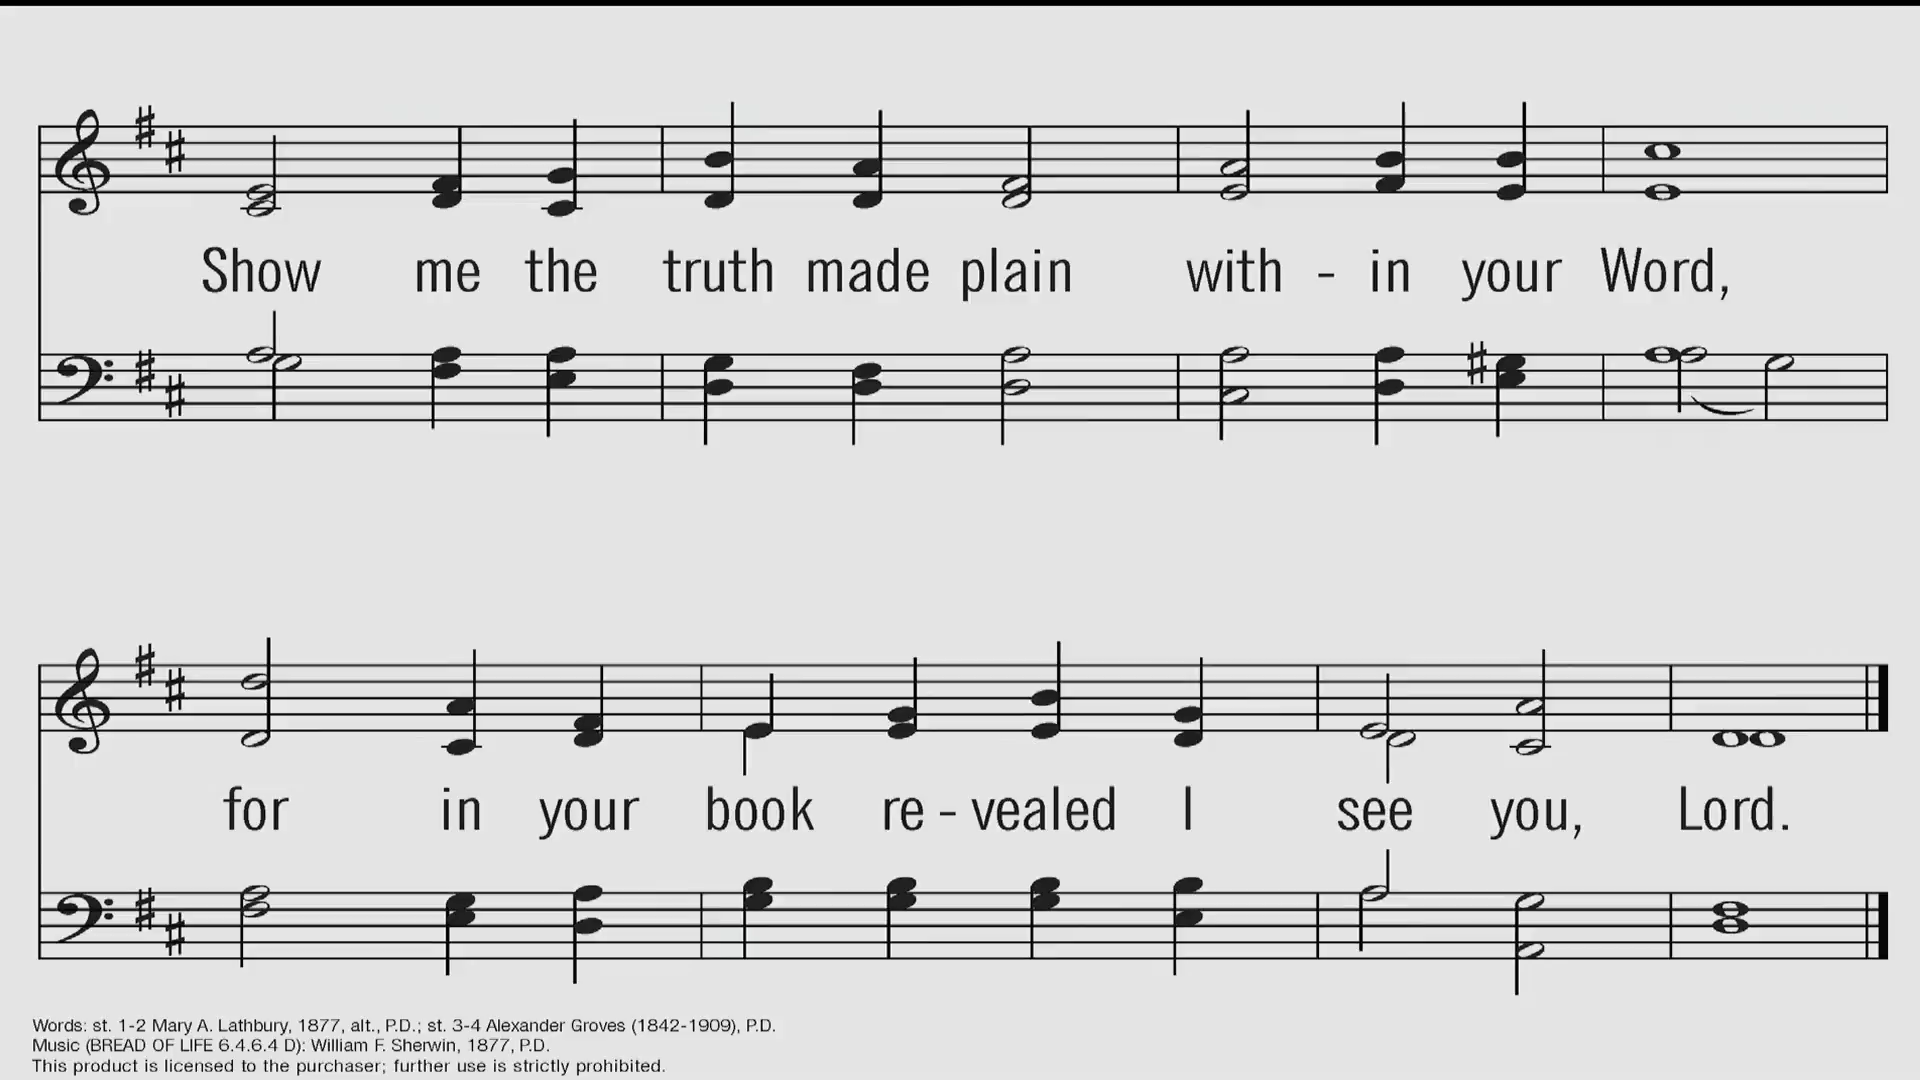 Show me the truth made plain with - in your Word,
for in your book re - vealed I see you, Lord.
Words: st. 1-2 Mary A. Lathbury, 1877, alt., P.D.; st. 3-4 Alexander Groves (1842-1909), P.D.
Music (BREAD OF LIFE 6.4.6.4 D): William F. Sherwin, 1877, P.D.
This product is licensed to the purchaser; further use is strictly prohibited.